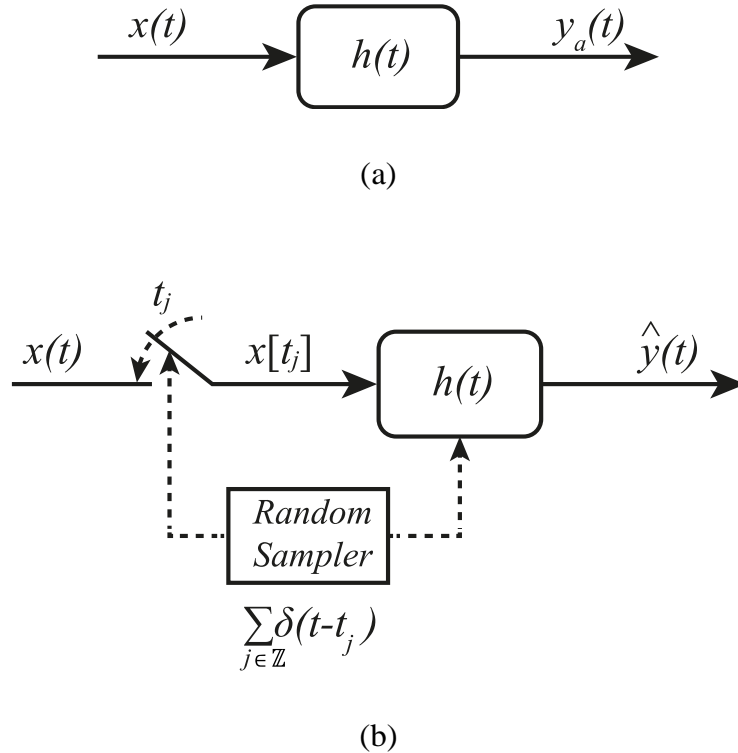 x(t) h(t) y_a(t)
(a)
t_j
x(t) x[t_j] h(t) ŷ(t)
Random
Sampler
∑δ(t-t_j)
j∈ℤ
(b)